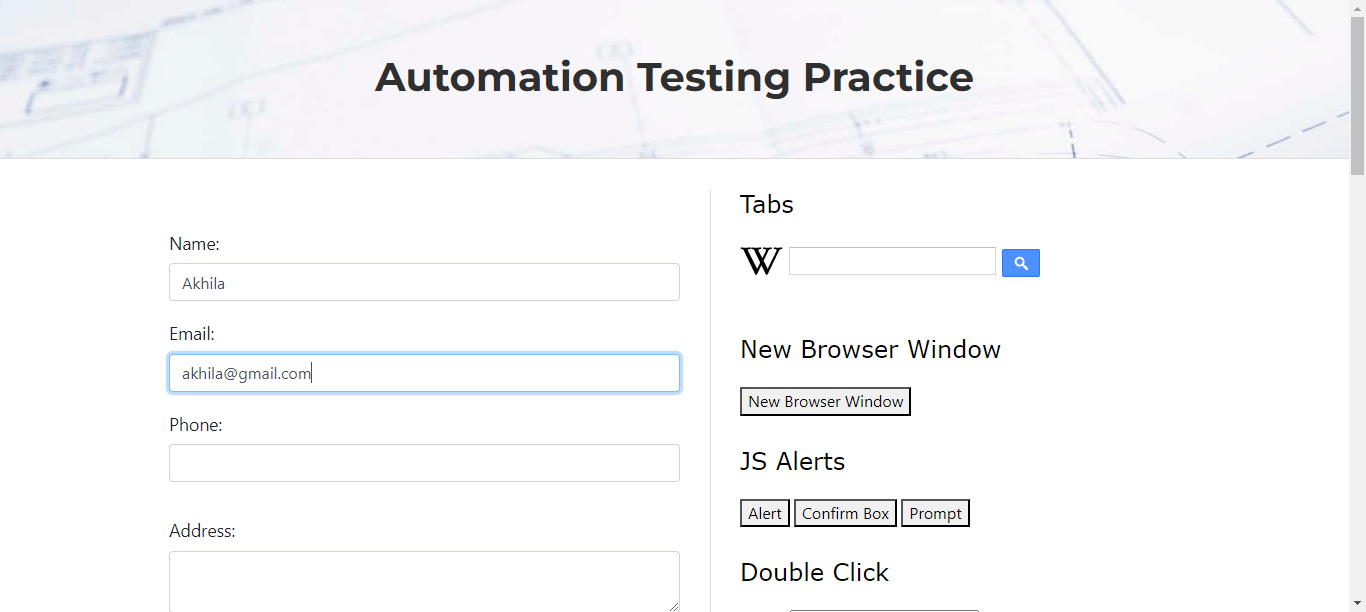 Automation Testing Practice
Name:
Akhila
Email:
akhila@gmail.com
Phone:
Address:
Tabs
W
New Browser Window
New Browser Window
JS Alerts
Alert Confirm Box Prompt
Double Click